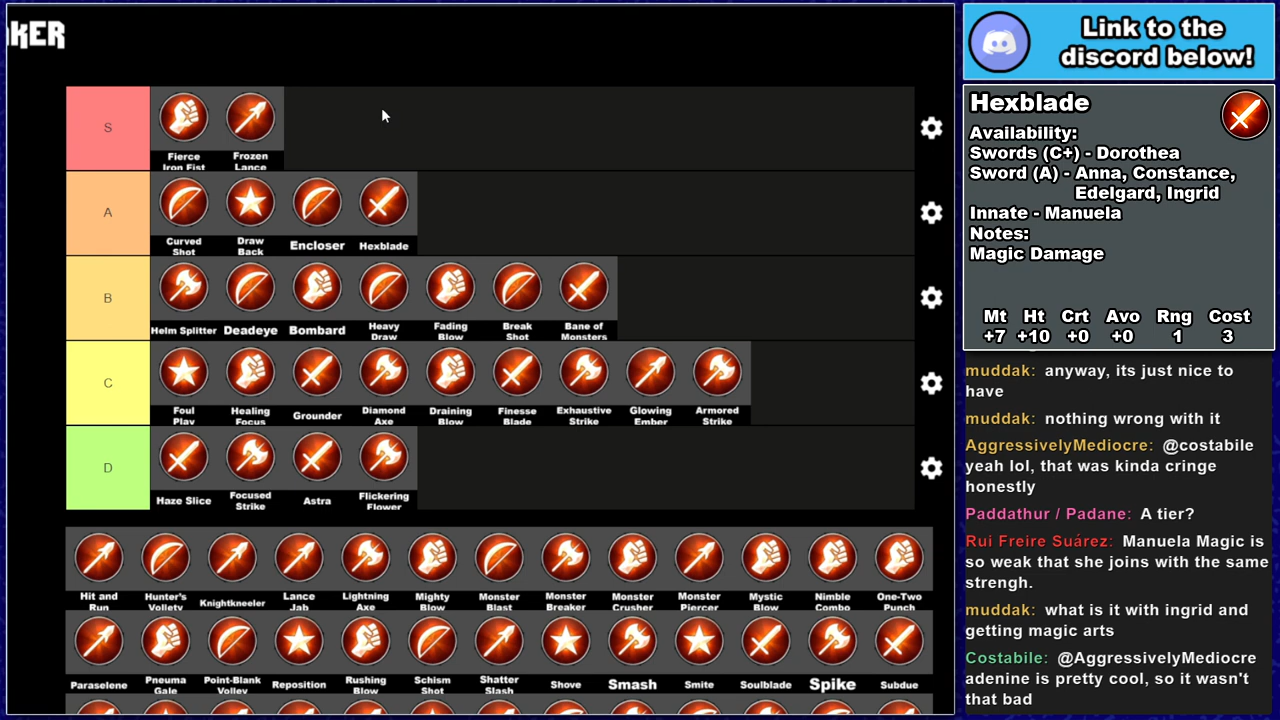 KER
Link to the
discord below!
S
Fierce
Iron Fist
Frozen
Lance
A
Curved
Shot
Draw
Back
Encloser
Hexblade
B
Helm Splitter
Deadeye
Bombard
Heavy
Draw
Fading
Blow
Break
Shot
Bane of
Monsters
C
Foul
Play
Healing
Focus
Grounder
Diamond
Axe
Draining
Blow
Finesse
Blade
Exhaustive
Strike
Glowing
Ember
Armored
Strike
D
Haze Slice
Focused
Strike
Astra
Flickering
Flower
Hit and
Run
Hunter's
Volley
Knightkneeler
Lance
Jab
Lightning
Axe
Mighty
Blow
Monster
Blast
Monster
Breaker
Monster
Crusher
Monster
Piercer
Mystic
Blow
Nimble
Combo
One-Two
Punch
Paraselene
Pneuma
Gale
Point-Blank
Volley
Reposition
Rushing
Blow
Schism
Shot
Shatter
Slash
Shove
Smash
Smite
Soulblade
Spike
Subdue
Hexblade
Availability:
Swords (C+) - Dorothea
Sword (A) - Anna, Constance,
Edelgard, Ingrid
Innate - Manuela
Notes:
Magic Damage
Mt Ht Crt Avo Rng Cost
+7 +10 +0 +0 1 3
muddak: anyway, its just nice to
have
muddak: nothing wrong with it
AggressivelyMediocre: @costabile
yeah lol, that was kinda cringe
honestly
Paddathur / Padane: A tier?
Rui Freire Suárez: Manuela Magic is
so weak that she joins with the same
strengh.
muddak: what is it with ingrid and
getting magic arts
Costabile: @AggressivelyMediocre
adenine is pretty cool, so it wasn't
that bad